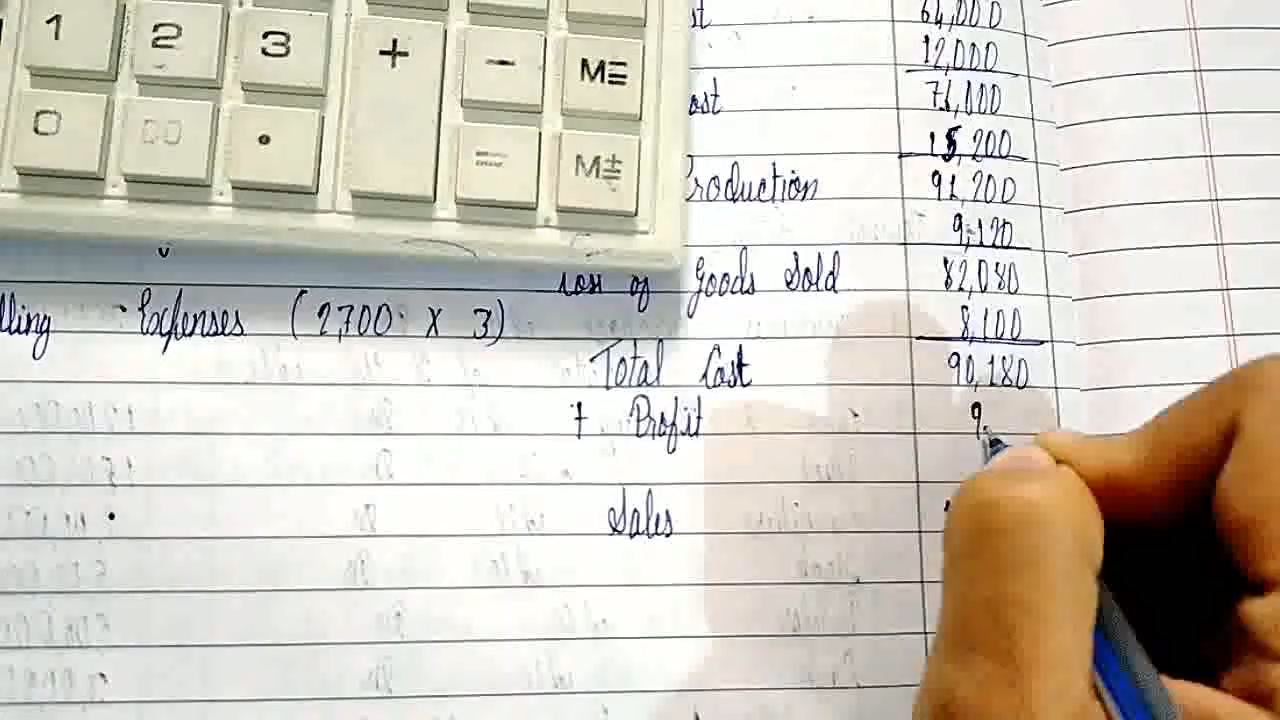 1 2 3 + − M=
0 00 . = M±
st 64,000
12,000
ost 76,000
15,200
Production 91,200
9,120
Cost of Goods Sold 82,080
lling Expenses (2700 x 3) 8,100
Total Cost 90,180
+ Profit 9
Sales